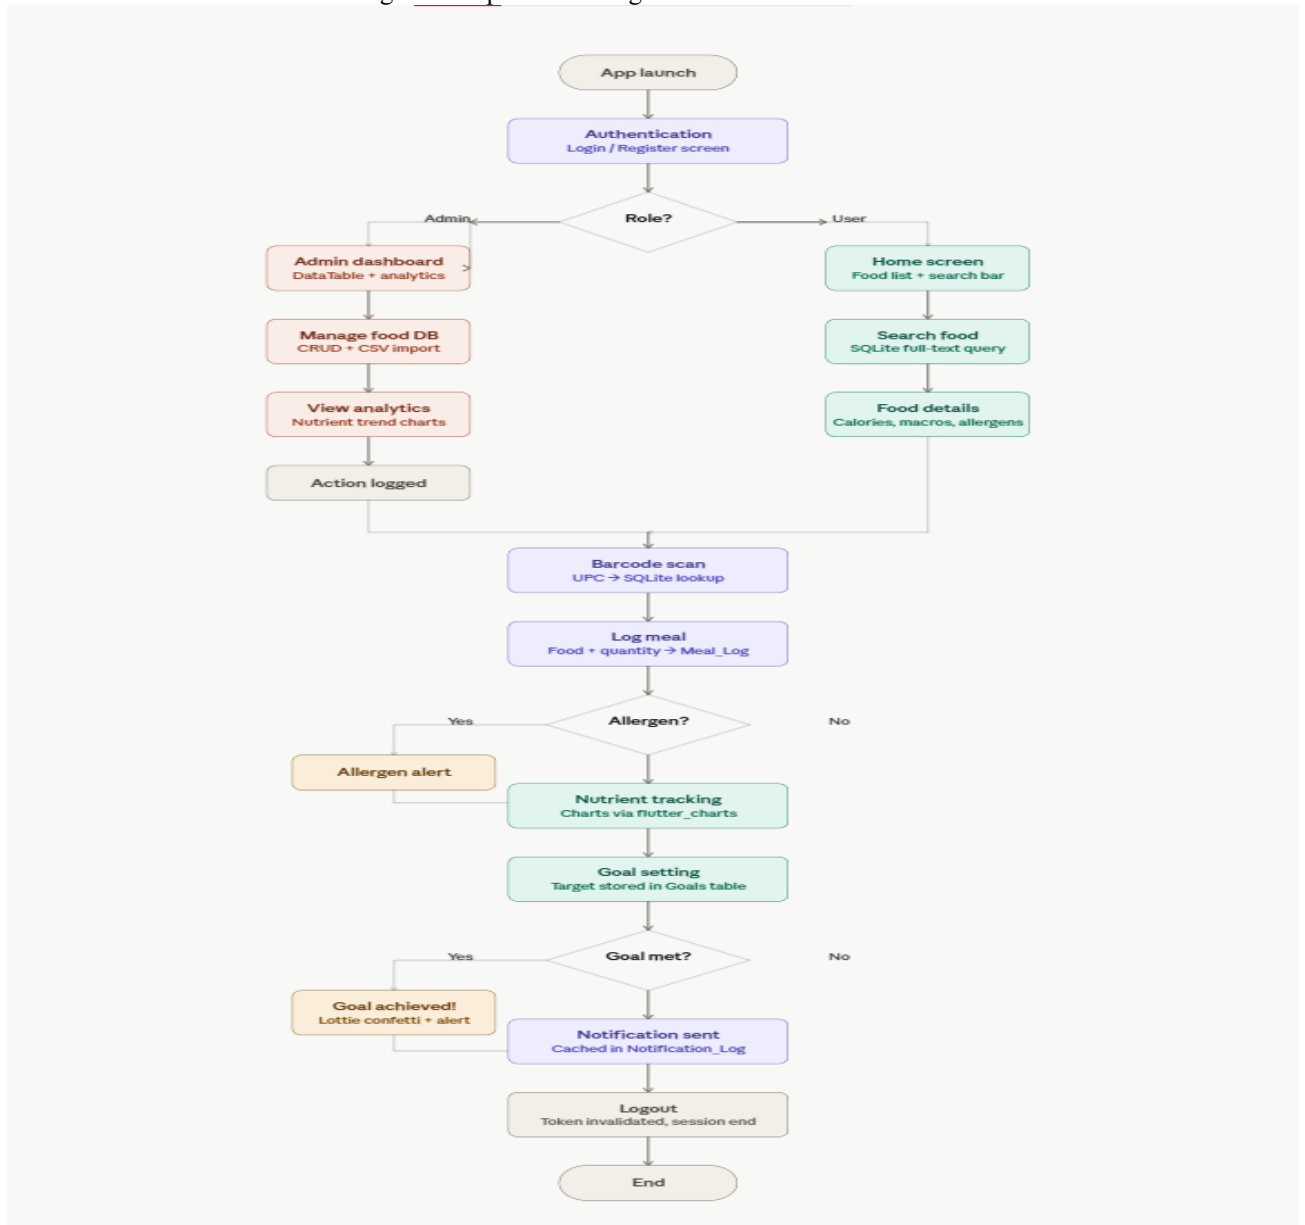 App launch
Authentication
Login / Register screen
Role?
Admin
User
Admin dashboard
DataTable + analytics
Home screen
Food list + search bar
Manage food DB
CRUD + CSV import
Search food
SQLite full-text query
View analytics
Nutrient trend charts
Food details
Calories, macros, allergens
Action logged
Barcode scan
UPC → SQLite lookup
Log meal
Food + quantity → Meal_Log
Allergen?
Yes
No
Allergen alert
Nutrient tracking
Charts via flutter_charts
Goal setting
Target stored in Goals table
Goal met?
Yes
No
Goal achieved!
Lottie confetti + alert
Notification sent
Cached in Notification_Log
Logout
Token invalidated, session end
End